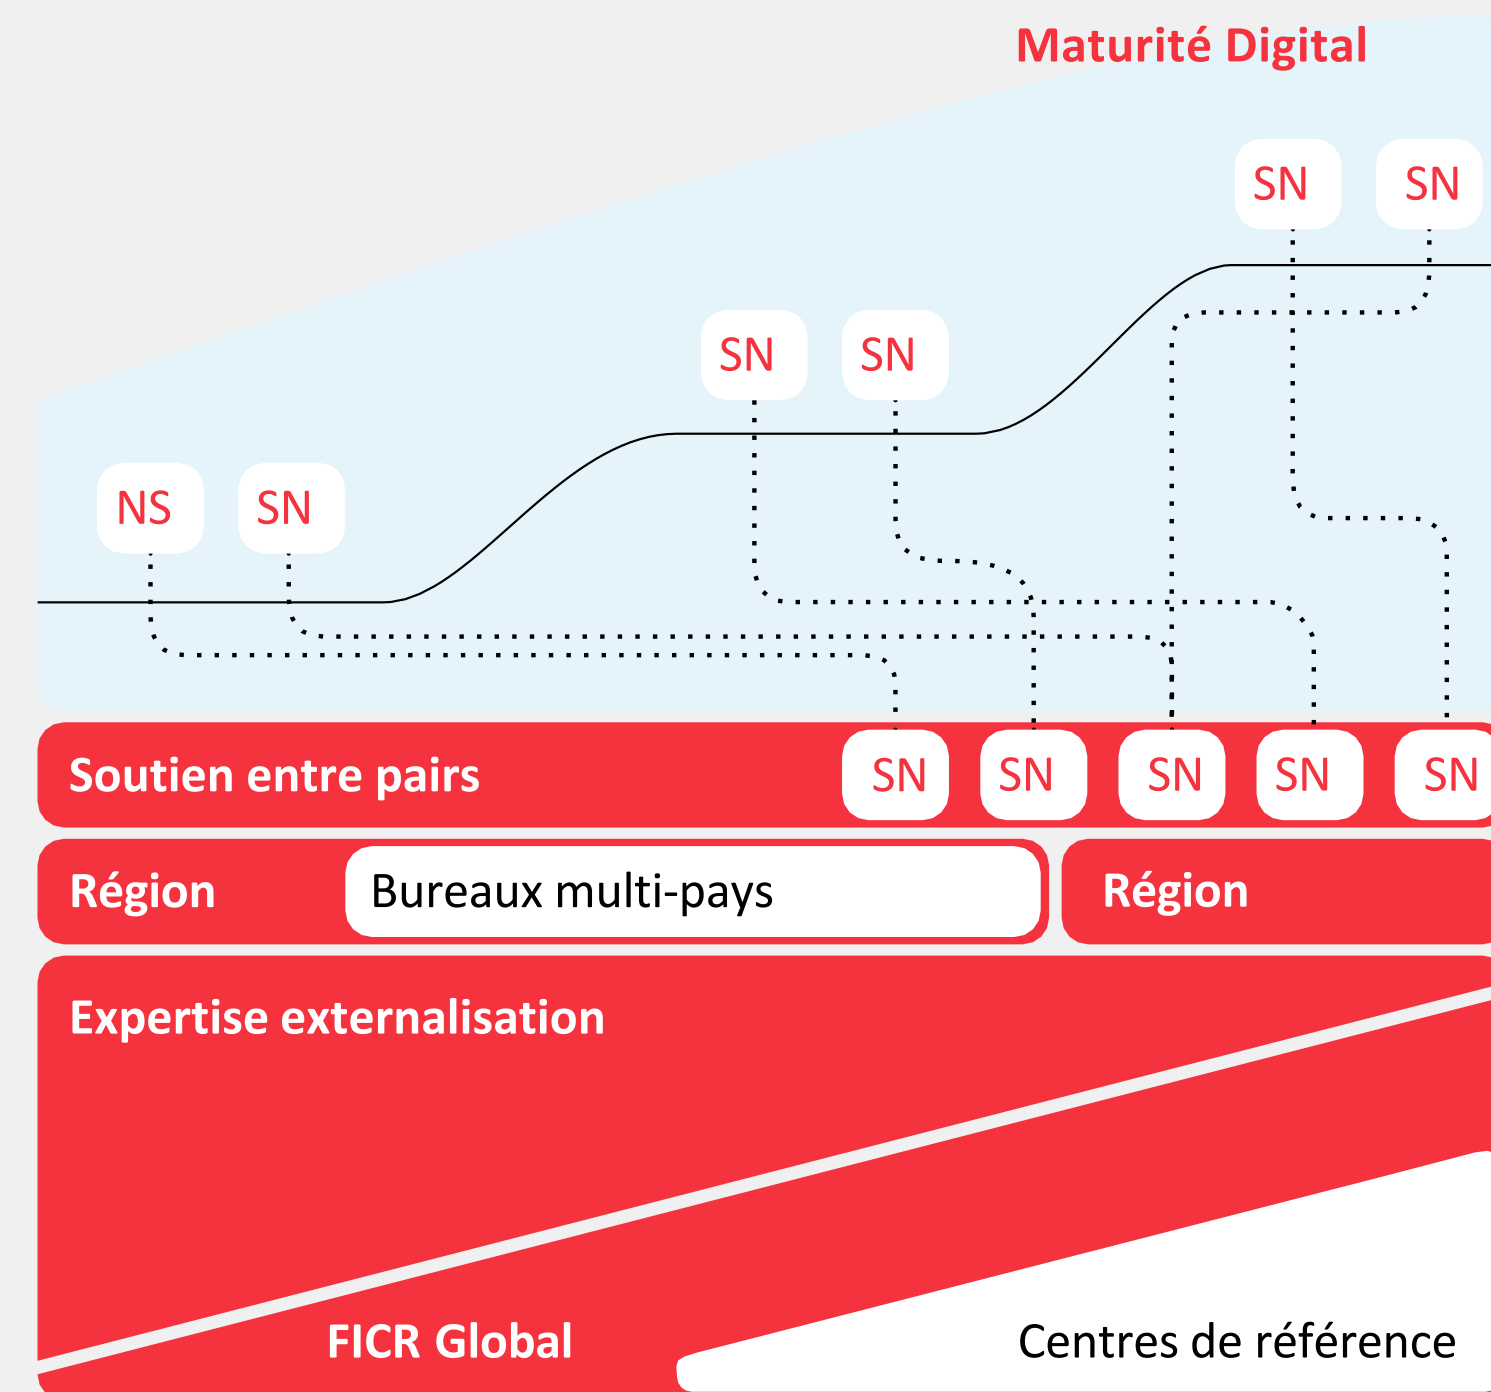 Maturité Digital
SN SN
SN SN
NS SN
Soutien entre pairs SN SN SN SN SN
Région Bureaux multi-pays Région
Expertise externalisation
FICR Global Centres de référence